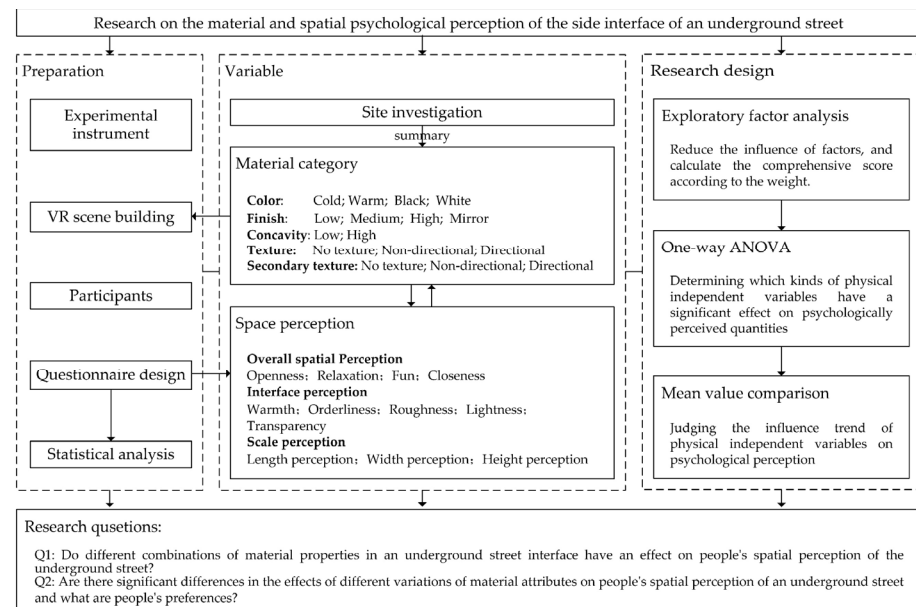 Research on the material and spatial psychological perception of the side interface of an underground street
Preparation
Experimental
instrument
VR scene building
Participants
Questionnaire design
Statistical analysis
Variable
Site investigation
summary
Material category
Color: Cold; Warm; Black; White
Finish: Low; Medium; High; Mirror
Concavity: Low; High
Texture: No texture; Non-directional; Directional
Secondary texture: No texture; Non-directional; Directional
Space perception
Overall spatial Perception
Openness; Relaxation; Fun; Closeness
Interface perception
Warmth; Orderliness; Roughness; Lightness;
Transparency
Scale perception
Length perception; Width perception; Height perception
Research design
Exploratory factor analysis
Reduce the influence of factors, and
calculate the comprehensive score
according to the weight.
One-way ANOVA
Determining which kinds of physical
independent variables have a
significant effect on psychologically
perceived quantities
Mean value comparison
Judging the influence trend of
physical independent variables on
psychological perception
Research qusetions:
Q1: Do different combinations of material properties in an underground street interface have an effect on people's spatial perception of the
underground street?
Q2: Are there significant differences in the effects of different variations of material attributes on people's spatial perception of an underground street
and what are people's preferences?